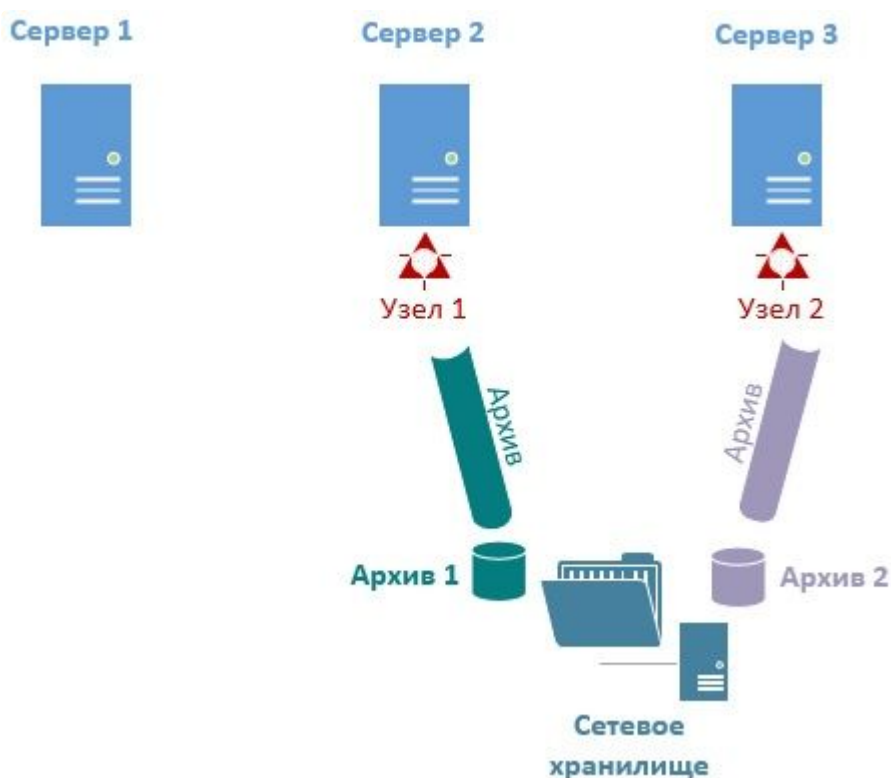 Сервер 1
Сервер 2
Сервер 3
Узел 1
Узел 2
Архив
Архив
Архив 1
Архив 2
Сетевое
хранилище